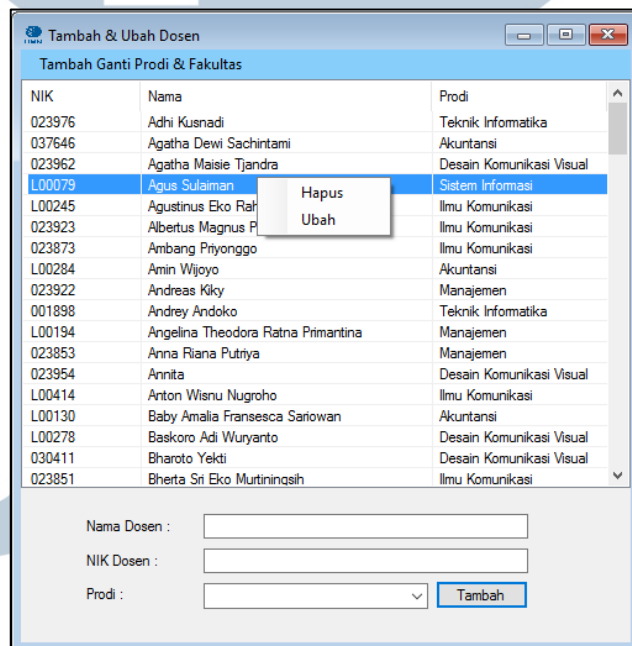 UMN Tambah & Ubah Dosen
Tambah Ganti Prodi & Fakultas
NIK Nama Prodi
023976 Adhi Kusnadi Teknik Informatika
037646 Agatha Dewi Sachintami Akuntansi
023962 Agatha Maisie Tjandra Desain Komunikasi Visual
L00079 Agus Sulaiman Sistem Informasi
Hapus
L00245 Agustinus Eko Rah Ilmu Komunikasi
Ubah
023923 Albertus Magnus P Ilmu Komunikasi
023873 Ambang Priyonggo Ilmu Komunikasi
L00284 Amin Wijoyo Akuntansi
023922 Andreas Kiky Manajemen
001898 Andrey Andoko Teknik Informatika
L00194 Angelina Theodora Ratna Primantina Manajemen
023853 Anna Riana Putriya Manajemen
023954 Annita Desain Komunikasi Visual
L00414 Anton Wisnu Nugroho Ilmu Komunikasi
L00130 Baby Amalia Fransesca Sariowan Akuntansi
L00278 Baskoro Adi Wuryanto Desain Komunikasi Visual
030411 Bharoto Yekti Desain Komunikasi Visual
023851 Bherta Sri Eko Murtiningsih Ilmu Komunikasi
Nama Dosen :
NIK Dosen :
Prodi : Tambah